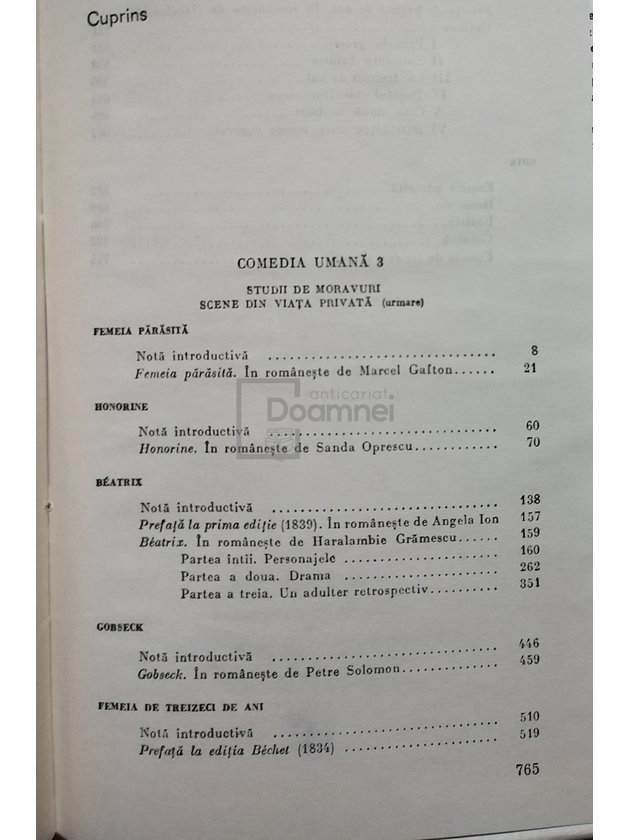 Cuprins
COMEDIA UMANĂ 3
STUDII DE MORAVURI
SCENE DIN VIAȚA PRIVATĂ (urmare)
FEMEIA PĂRĂSITĂ
Notă introductivă ................................ 8
Femeia părăsită. În românește de Marcel Gafton...... 21
anticariat
Doamnei
HONORINE
Notă introductivă ................................ 60
Honorine. În românește de Sanda Oprescu............ 70
BÉATRIX
Notă introductivă ................................ 138
Prefață la prima ediție (1839). În românește de Angela Ion 157
Béatrix. În românește de Haralambie Grămescu...... 159
Partea întîi. Personajele .................. 160
Partea a doua. Drama ...................... 262
Partea a treia. Un adulter retrospectiv.......... 351
GOBSECK
Notă introductivă ................................ 446
Gobseck. În românește de Petre Solomon............ 459
FEMEIA DE TREIZECI DE ANI
Notă introductivă ................................ 510
Prefață la ediția Béchet (1834) .................... 519
765